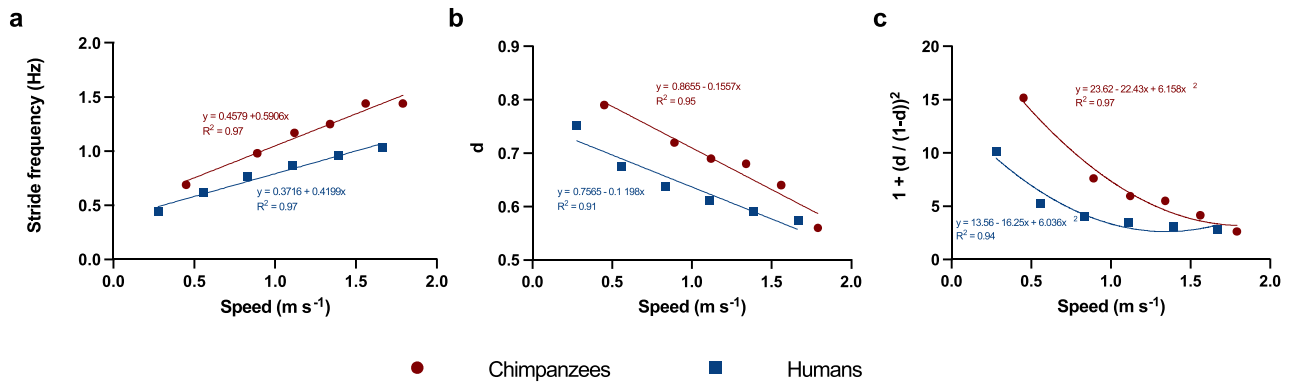 a
Stride frequency (Hz)
2.0
1.5
1.0
0.5
0.0
0.0 0.5 1.0 1.5 2.0
Speed (m s⁻¹)
y = 0.4579 +0.5906x
R² = 0.97
y = 0.3716 + 0.4199x
R² = 0.97
b
d
0.9
0.8
0.7
0.6
0.5
0.0 0.5 1.0 1.5 2.0
Speed (m s⁻¹)
y = 0.8655 - 0.1557x
R² = 0.95
y = 0.7565 - 0.1 198x
R² = 0.91
c
1 + (d / (1-d))²
20
15
10
5
0
0.0 0.5 1.0 1.5 2.0
Speed (m s⁻¹)
y = 23.62 - 22.43x + 6.158x ²
R² = 0.97
y = 13.56 - 16.25x + 6.036x ²
R² = 0.94
Chimpanzees Humans